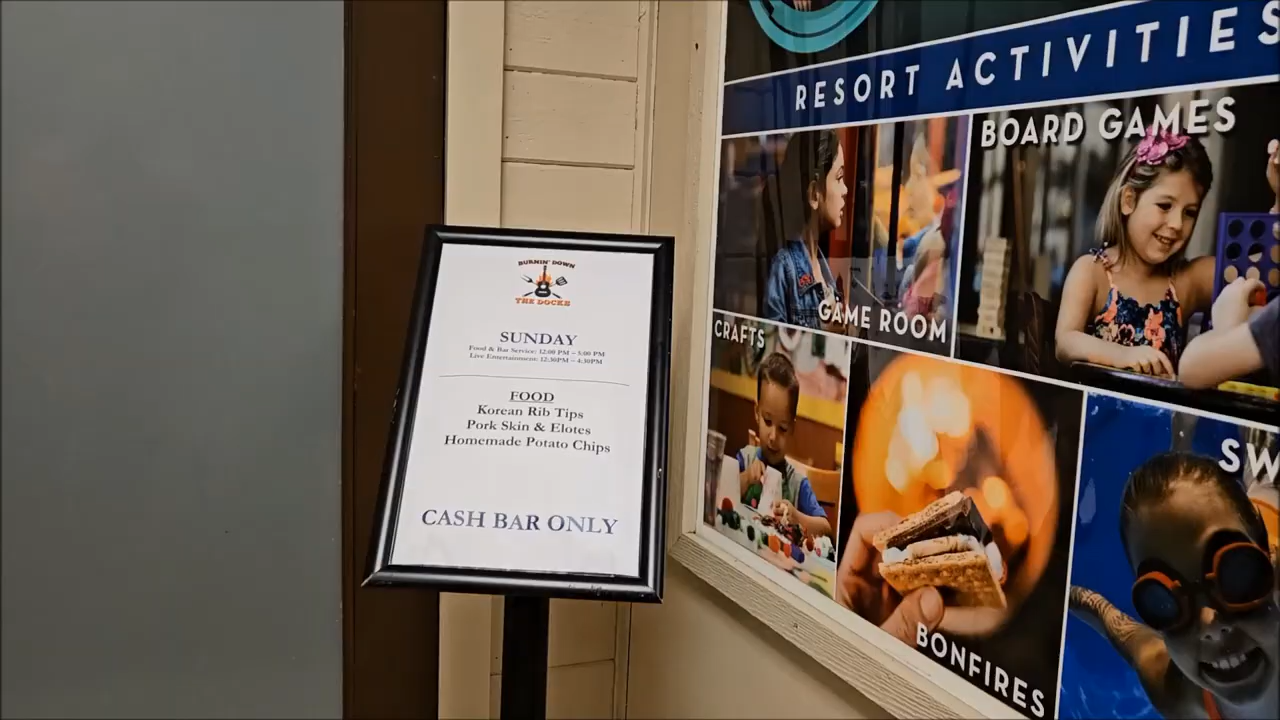 BURNIN' DOWN
THE DOCKS
SUNDAY
Food & Bar Service: 12:00 PM – 5:00 PM
Live Entertainment: 12:30PM – 4:30PM
FOOD
Korean Rib Tips
Pork Skin & Elotes
Homemade Potato Chips
CASH BAR ONLY
RESORT ACTIVITIES
BOARD GAMES
GAME ROOM
CRAFTS
BONFIRES
SW